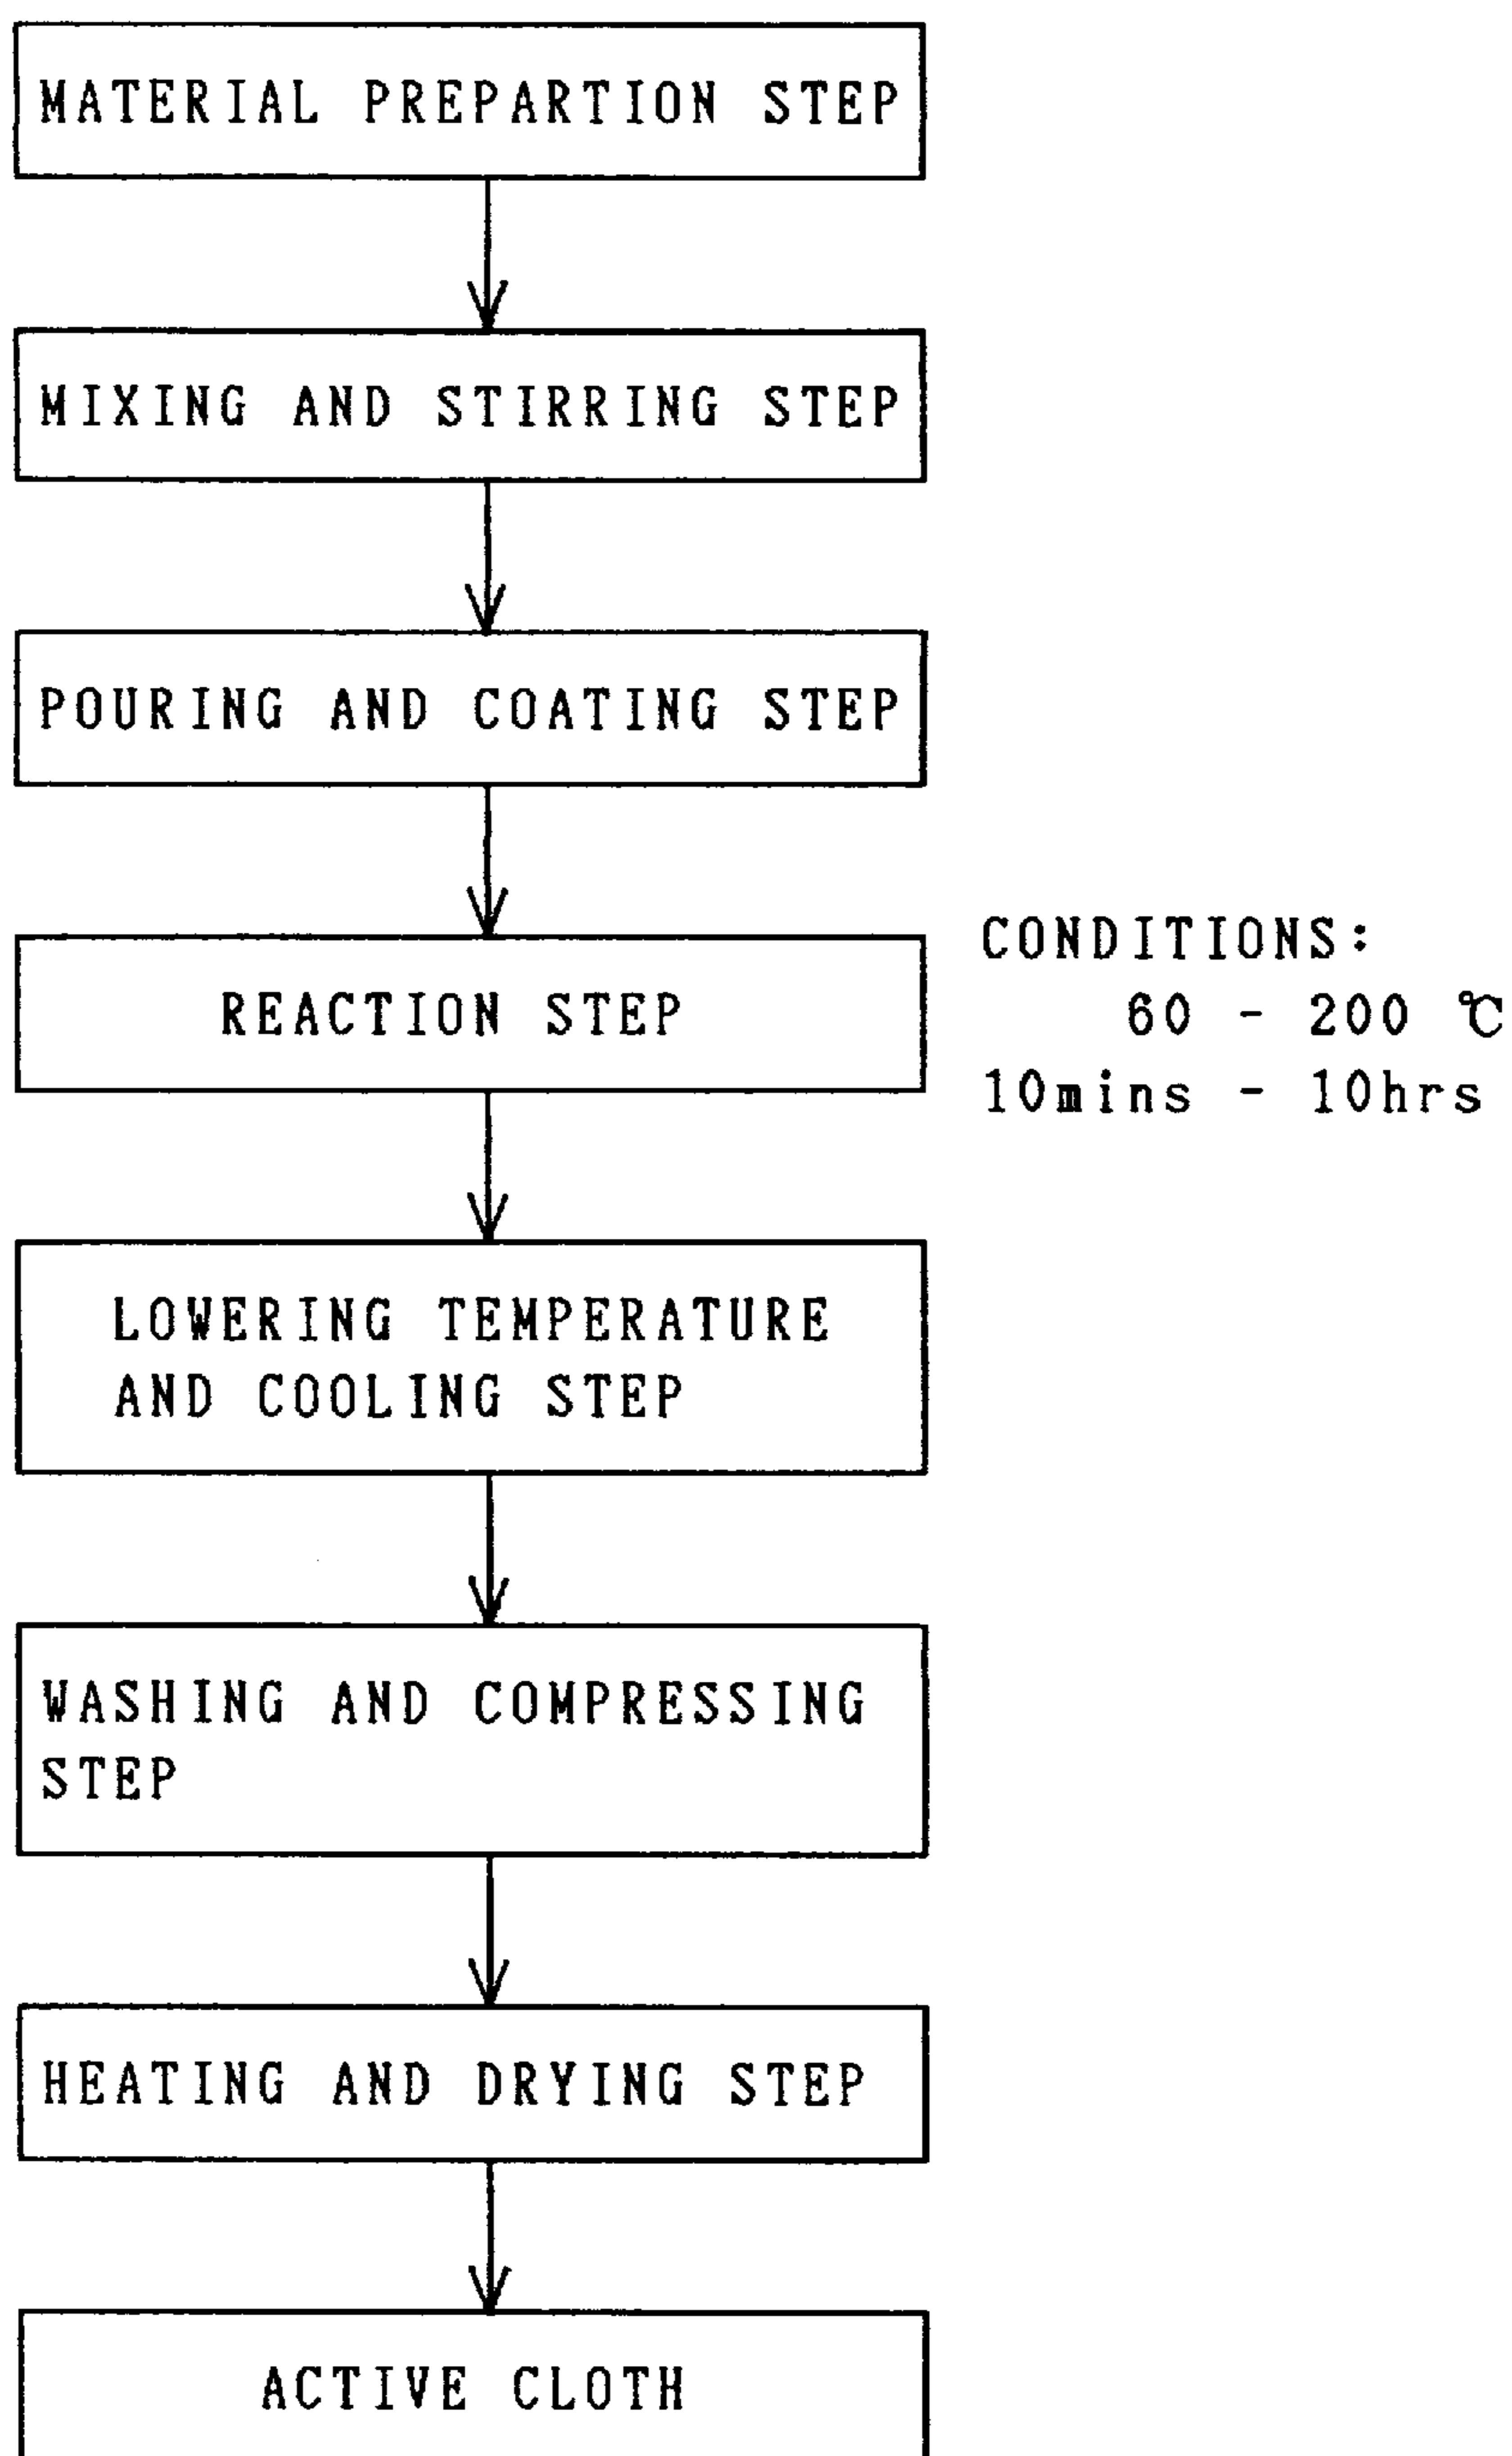 MATERIAL PREPARTION STEP
MIXING AND STIRRING STEP
POURING AND COATING STEP
REACTION STEP
CONDITIONS:
60 - 200 ℃
10mins - 10hrs
LOWERING TEMPERATURE
AND COOLING STEP
WASHING AND COMPRESSING
STEP
HEATING AND DRYING STEP
ACTIVE CLOTH